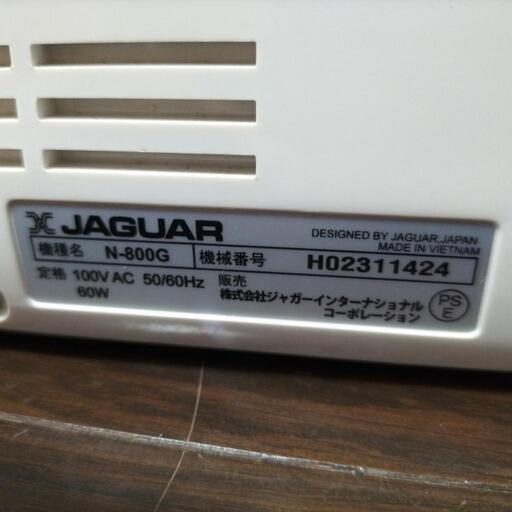 JAGUAR
DESIGNED BY JAGUAR,JAPAN
MADE IN VIETNAM
機種名 N-800G 機械番号 H02311424
定格 100V AC 50/60Hz 販売
60W 株式会社ジャガーインターナショナル
コーポレーション
PS
E